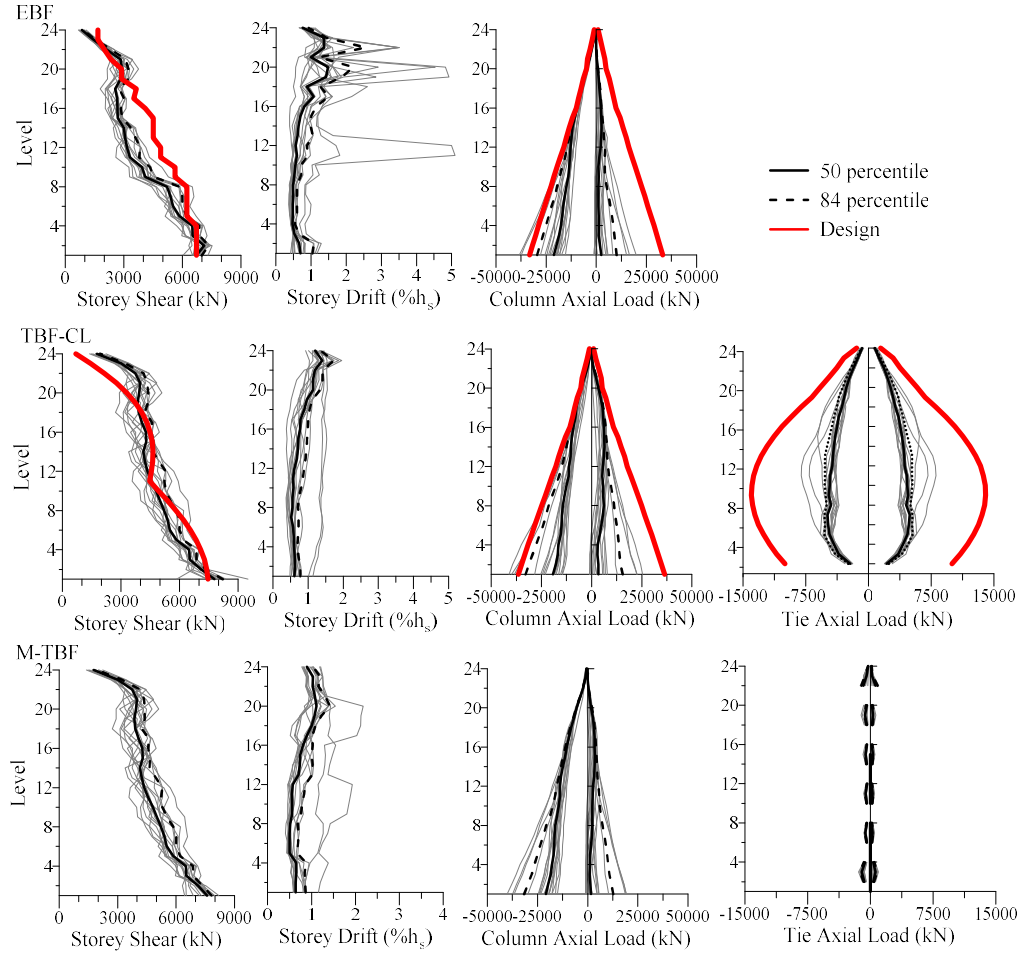 EBF
24
20
16
12
8
4
Level
0 3000 6000 9000
Storey Shear (kN)
24
20
16
12
8
4
0 1 2 3 4 5
Storey Drift (%hs)
24
20
16
12
8
4
-50000 -25000 0 25000 50000
Column Axial Load (kN)
50 percentile
84 percentile
Design
TBF-CL
24
20
16
12
8
4
Level
0 3000 6000 9000
Storey Shear (kN)
24
20
16
12
8
4
0 1 2 3 4 5
Storey Drift (%hs)
24
20
16
12
8
4
-50000 -25000 0 25000 50000
Column Axial Load (kN)
24
20
16
12
8
4
-15000 -7500 0 7500 15000
Tie Axial Load (kN)
M-TBF
24
20
16
12
8
4
Level
0 3000 6000 9000
Storey Shear (kN)
24
20
16
12
8
4
0 1 2 3 4
Storey Drift (%hs)
24
20
16
12
8
4
-50000 -25000 0 25000 50000
Column Axial Load (kN)
24
20
16
12
8
4
-15000 -7500 0 7500 15000
Tie Axial Load (kN)